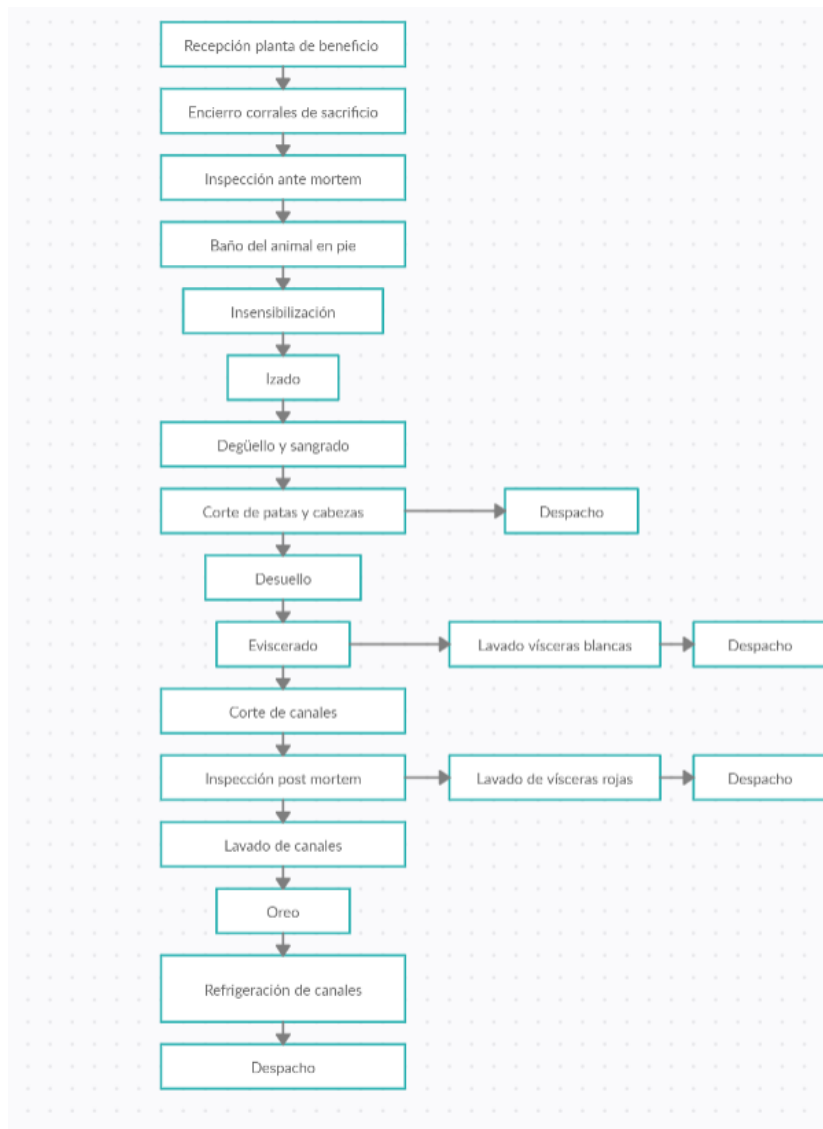 Recepción planta de beneficio
Encierro corrales de sacrificio
Inspección ante mortem
Baño del animal en pie
Insensibilización
Izado
Degüello y sangrado
Corte de patas y cabezas
Despacho
Desuello
Eviscerado
Lavado vísceras blancas
Despacho
Corte de canales
Inspección post mortem
Lavado de vísceras rojas
Despacho
Lavado de canales
Oreo
Refrigeración de canales
Despacho